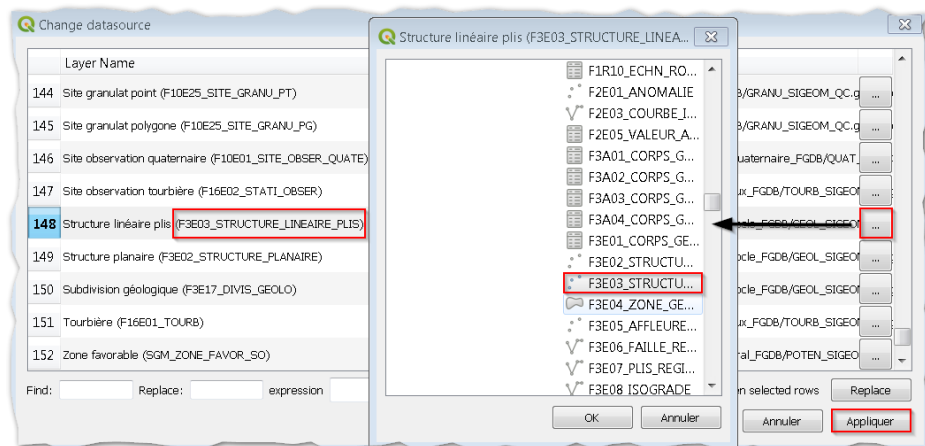 Change datasource
Layer Name
144 Site granulat point (F10E25_SITE_GRANU_PT)
145 Site granulat polygone (F10E25_SITE_GRANU_PG)
146 Site observation quaternaire (F10E01_SITE_OBSER_QUATE)
147 Site observation tourbière (F16E02_STATI_OBSER)
148 Structure linéaire plis (F3E03_STRUCTURE_LINEAIRE_PLIS)
149 Structure planaire (F3E02_STRUCTURE_PLANAIRE)
150 Subdivision géologique (F3E17_DIVIS_GEOLO)
151 Tourbière (F16E01_TOURB)
152 Zone favorable (SGM_ZONE_FAVOR_SO)
Find: Replace: expression
Structure linéaire plis (F3E03_STRUCTURE_LINEA...
F1R10_ECHN_RO...
F2E01_ANOMALIE
F2E03_COURBE_I...
F2E05_VALEUR_A...
F3A01_CORPS_G...
F3A02_CORPS_G...
F3A03_CORPS_G...
F3A04_CORPS_G...
F3E01_CORPS_GE...
F3E02_STRUCTU...
F3E03_STRUCTU...
F3E04_ZONE_GE...
F3E05_AFFLEURE...
F3E06_FAILLE_RE...
F3E07_PLIS_REGI...
F3E08 ISOGRADE
OK Annuler
B/GRANU_SIGEOM_QC.g ...
B/GRANU_SIGEOM_QC.g ...
uaternaire_FGDB/QUAT_ ...
ux_FGDB/TOURB_SIGEO ...
ocle_FGDB/GEOL_SIGEO ...
ocle_FGDB/GEOL_SIGEO ...
ocle_FGDB/GEOL_SIGEO ...
ux_FGDB/TOURB_SIGEO ...
ral_FGDB/POTEN_SIGEO ...
n selected rows Replace
Annuler Appliquer